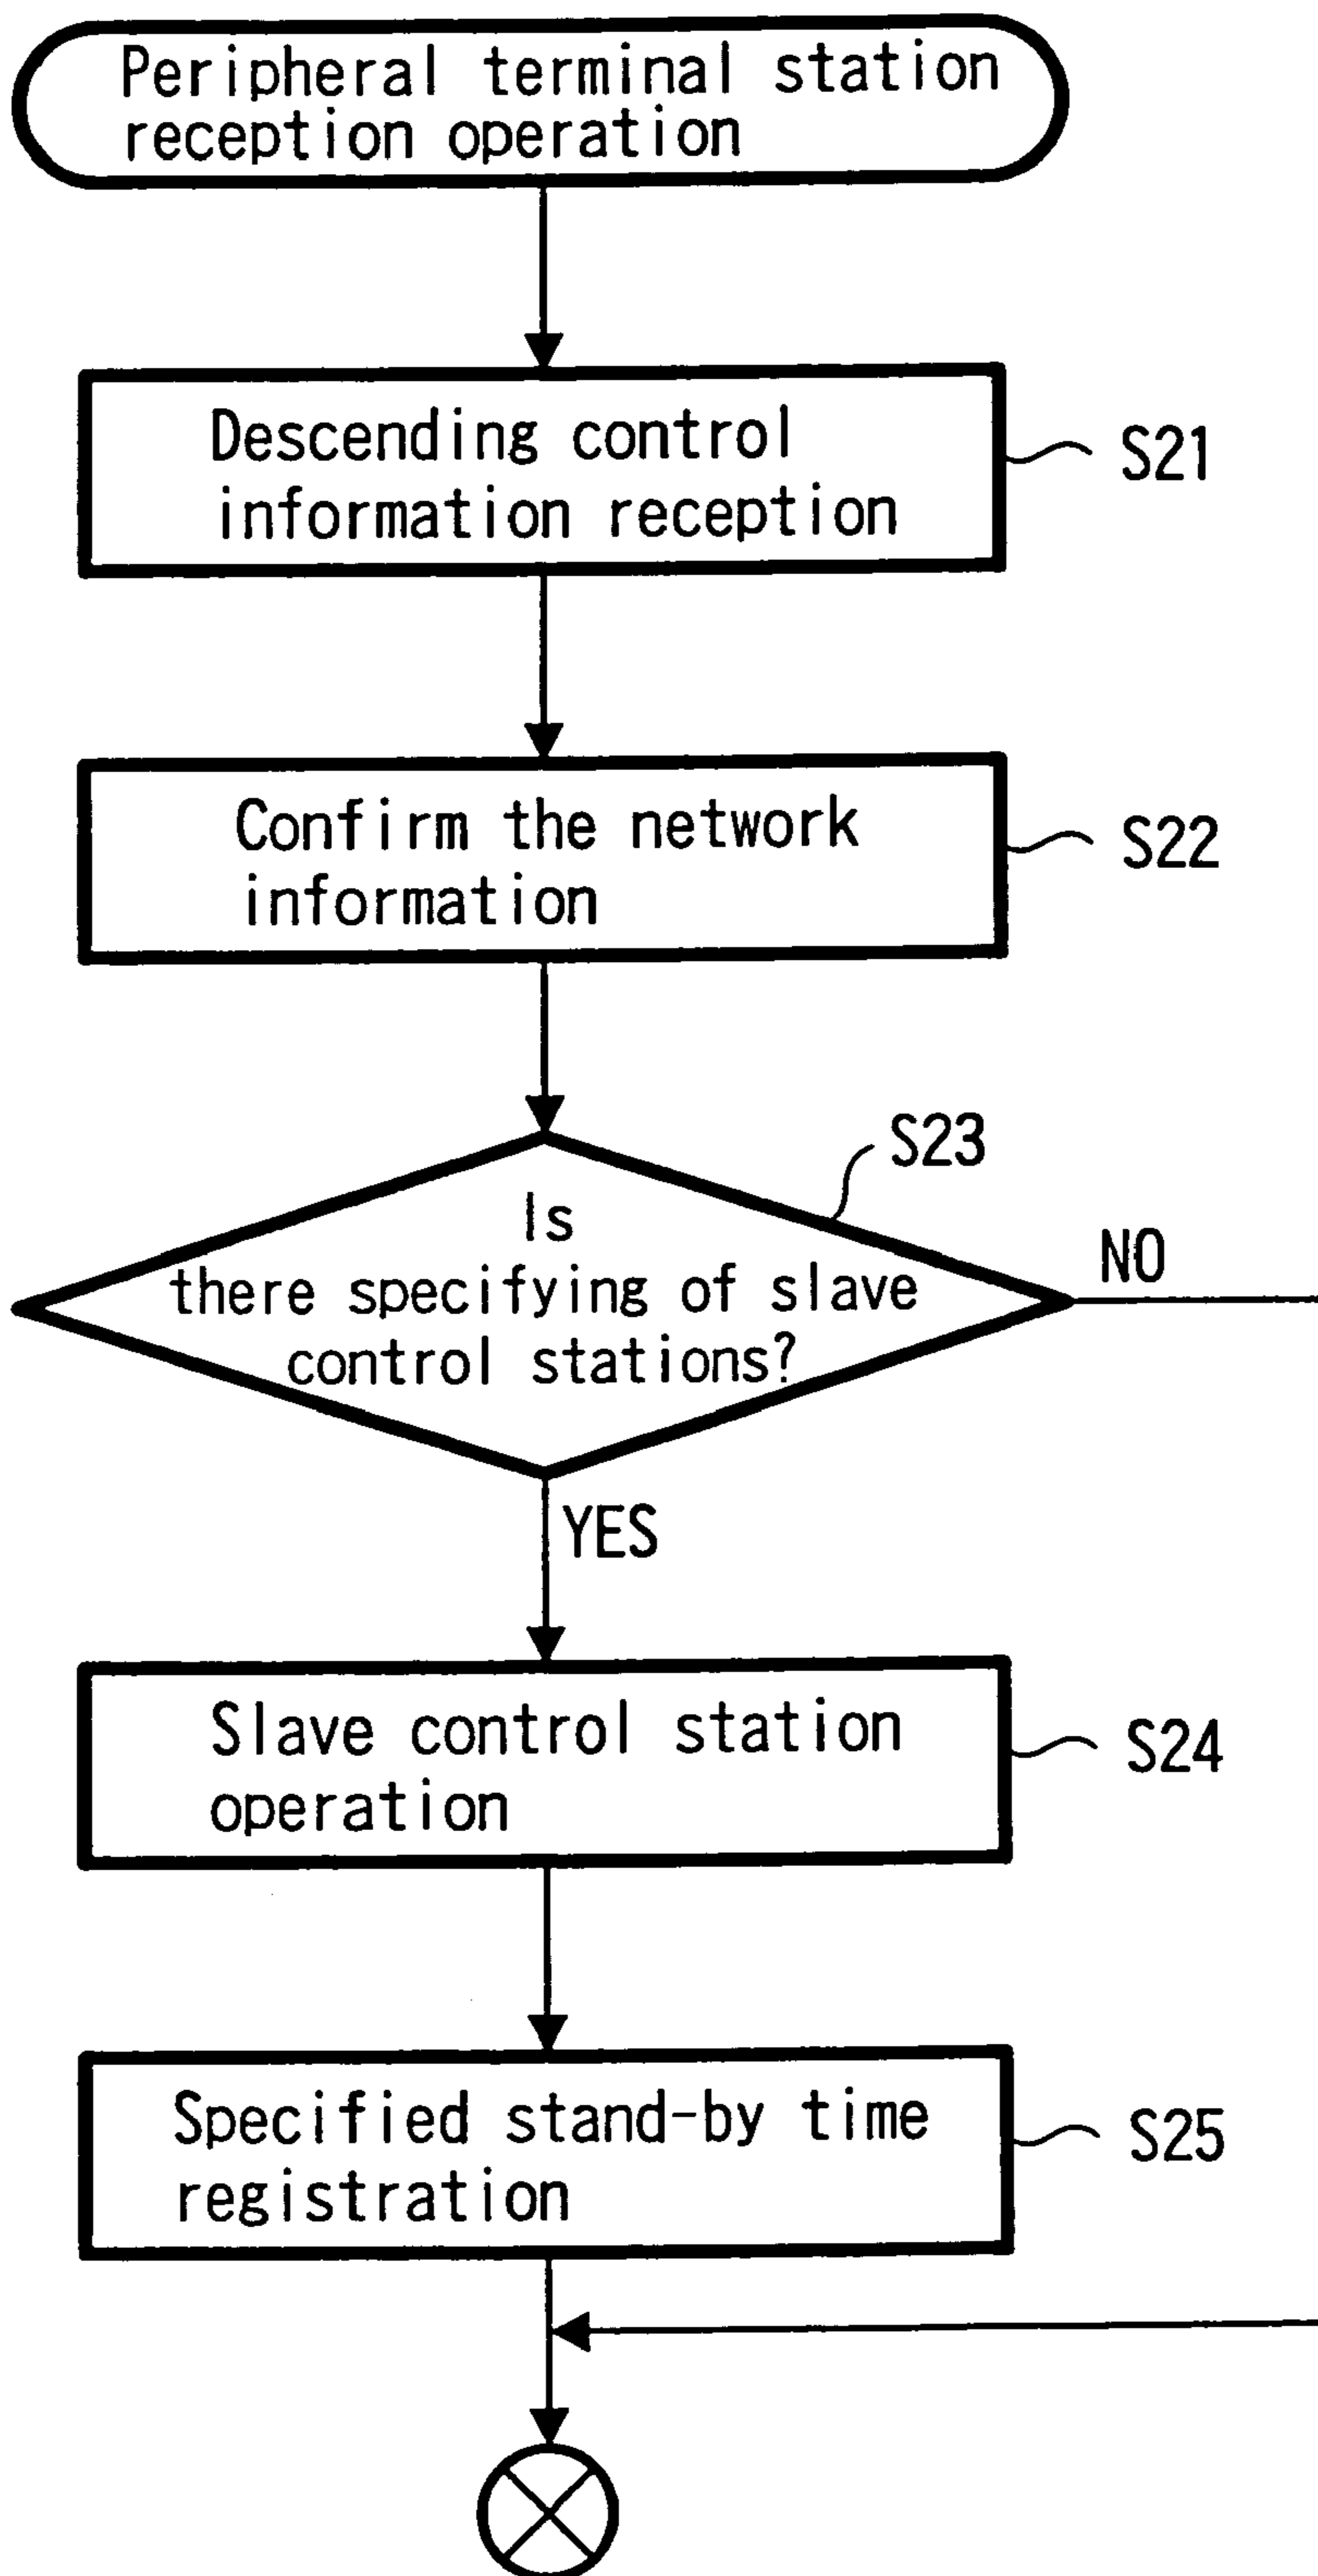 Peripheral terminal station
reception operation
Descending control
information reception
S21
Confirm the network
information
S22
S23
Is
there specifying of slave
control stations?
NO
YES
Slave control station
operation
S24
Specified stand-by time
registration
S25